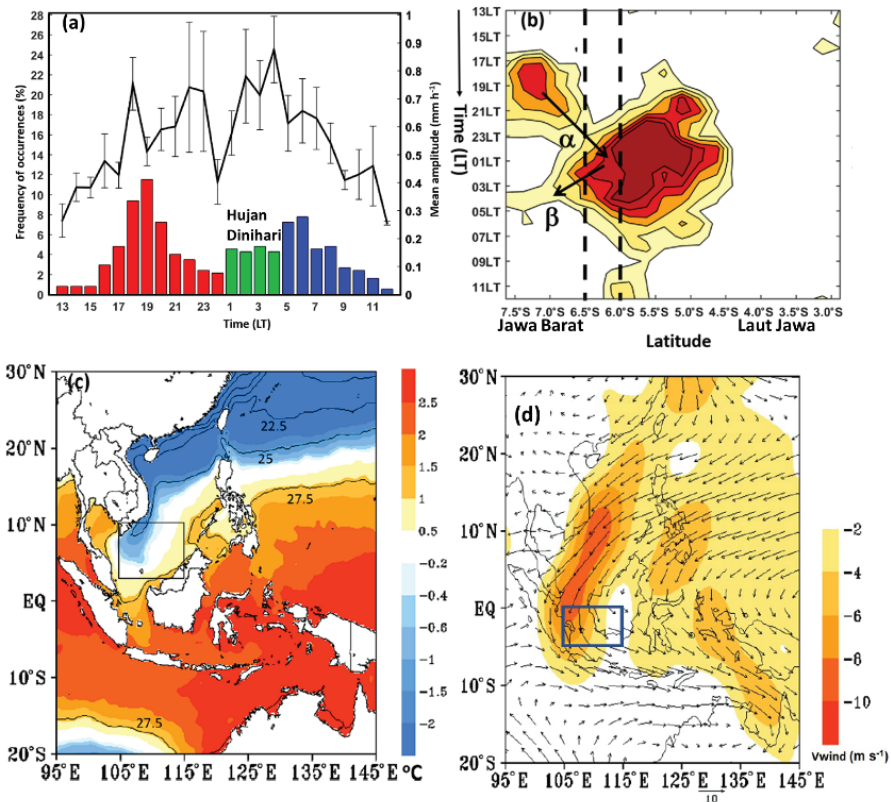 (a)
Frequency of occurrences (%)
28
26
24
22
20
18
16
14
12
10
8
6
4
2
0
Hujan
Dinihari
1
0.9
0.8
0.7
0.6
0.5
0.4
0.3
0.2
0.1
0
Mean amplitude (mm h⁻¹)
13 15 17 19 21 23 1 3 5 7 9 11
Time (LT)
(b)
Time (LT)
13LT
17LT
19LT
21LT
23LT
01LT
03LT
05LT
17LT
13LT
19LT
11LT
α
β
7.5°S 7.0°S 6.5°S 6.0°S 5.5°S 5.0°S 4.5°S 4.0°S 3.5°S 3.0°S
Jawa Barat Laut Jawa
Latitude
(c)
30°N
20°N
10°N
EQ
10°S
20°S
22.5
25
27.5
27.5
95°E 105°E 125°E 135°E 145°E
2.5
2
1.5
1
0.5
-0.2
-0.4
-0.6
-0.8
-1
-1.5
-2
°C
(d)
30°N
20°N
10°N
EQ
10°S
20°S
95°E 105°E 115°E 125°E 135°E 145°E
10
-2
-4
-6
-8
-10
Vwind (m s⁻¹)